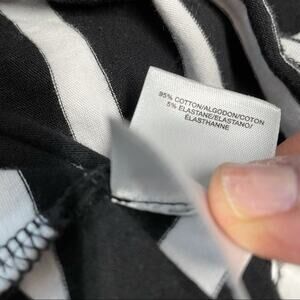 95% COTTON/ALGODON/COTON
5% ELASTANE/ELASTANO/
ELASTHANNE